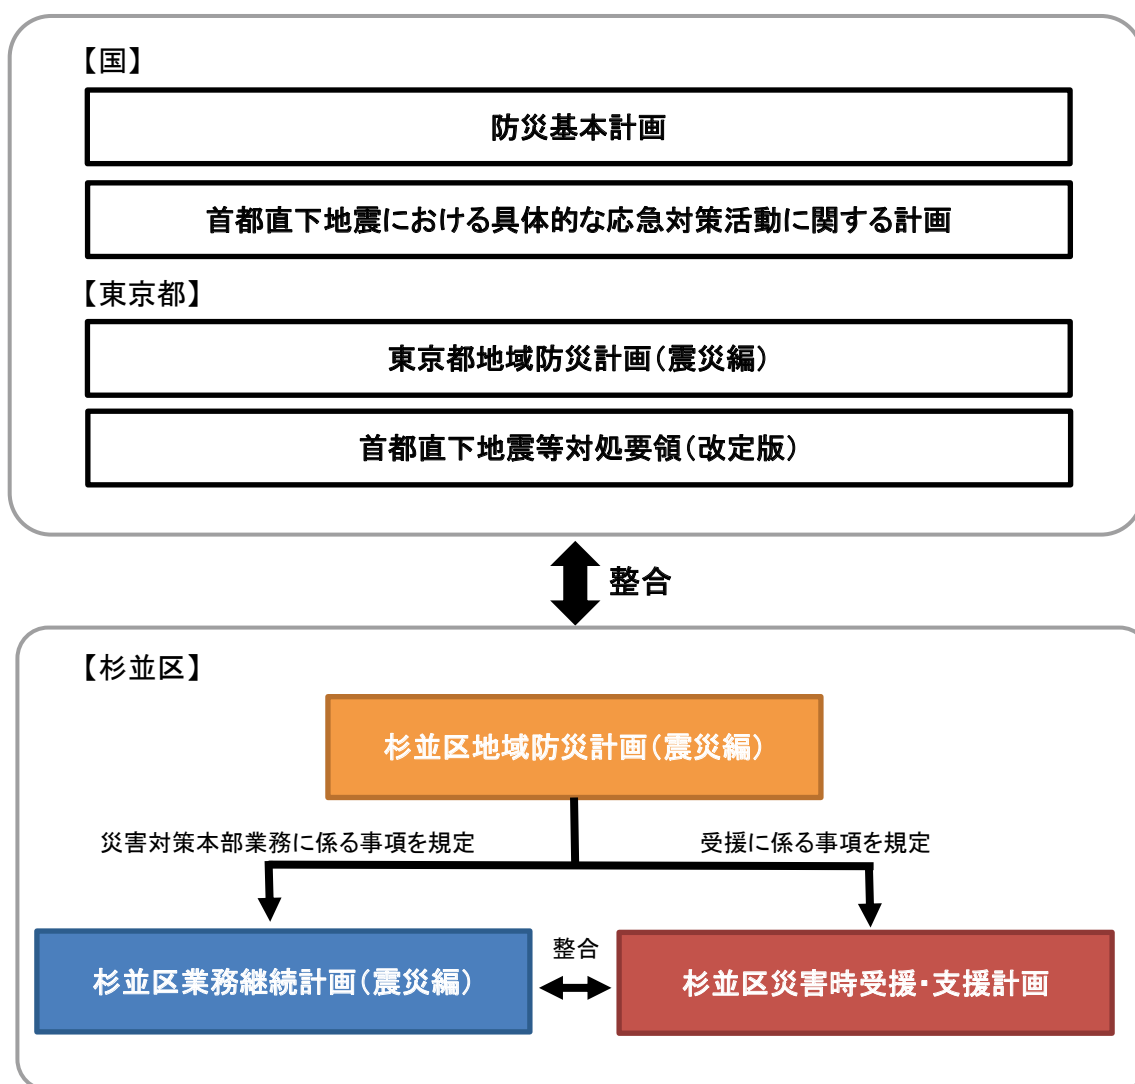 【国】
防災基本計画
首都直下地震における具体的な応急対策活動に関する計画
【東京都】
東京都地域防災計画（震災編）
首都直下地震等対処要領（改定版）
整合
【杉並区】
杉並区地域防災計画（震災編）
災害対策本部業務に係る事項を規定
受援に係る事項を規定
杉並区業務継続計画（震災編）
整合
杉並区災害時受援・支援計画